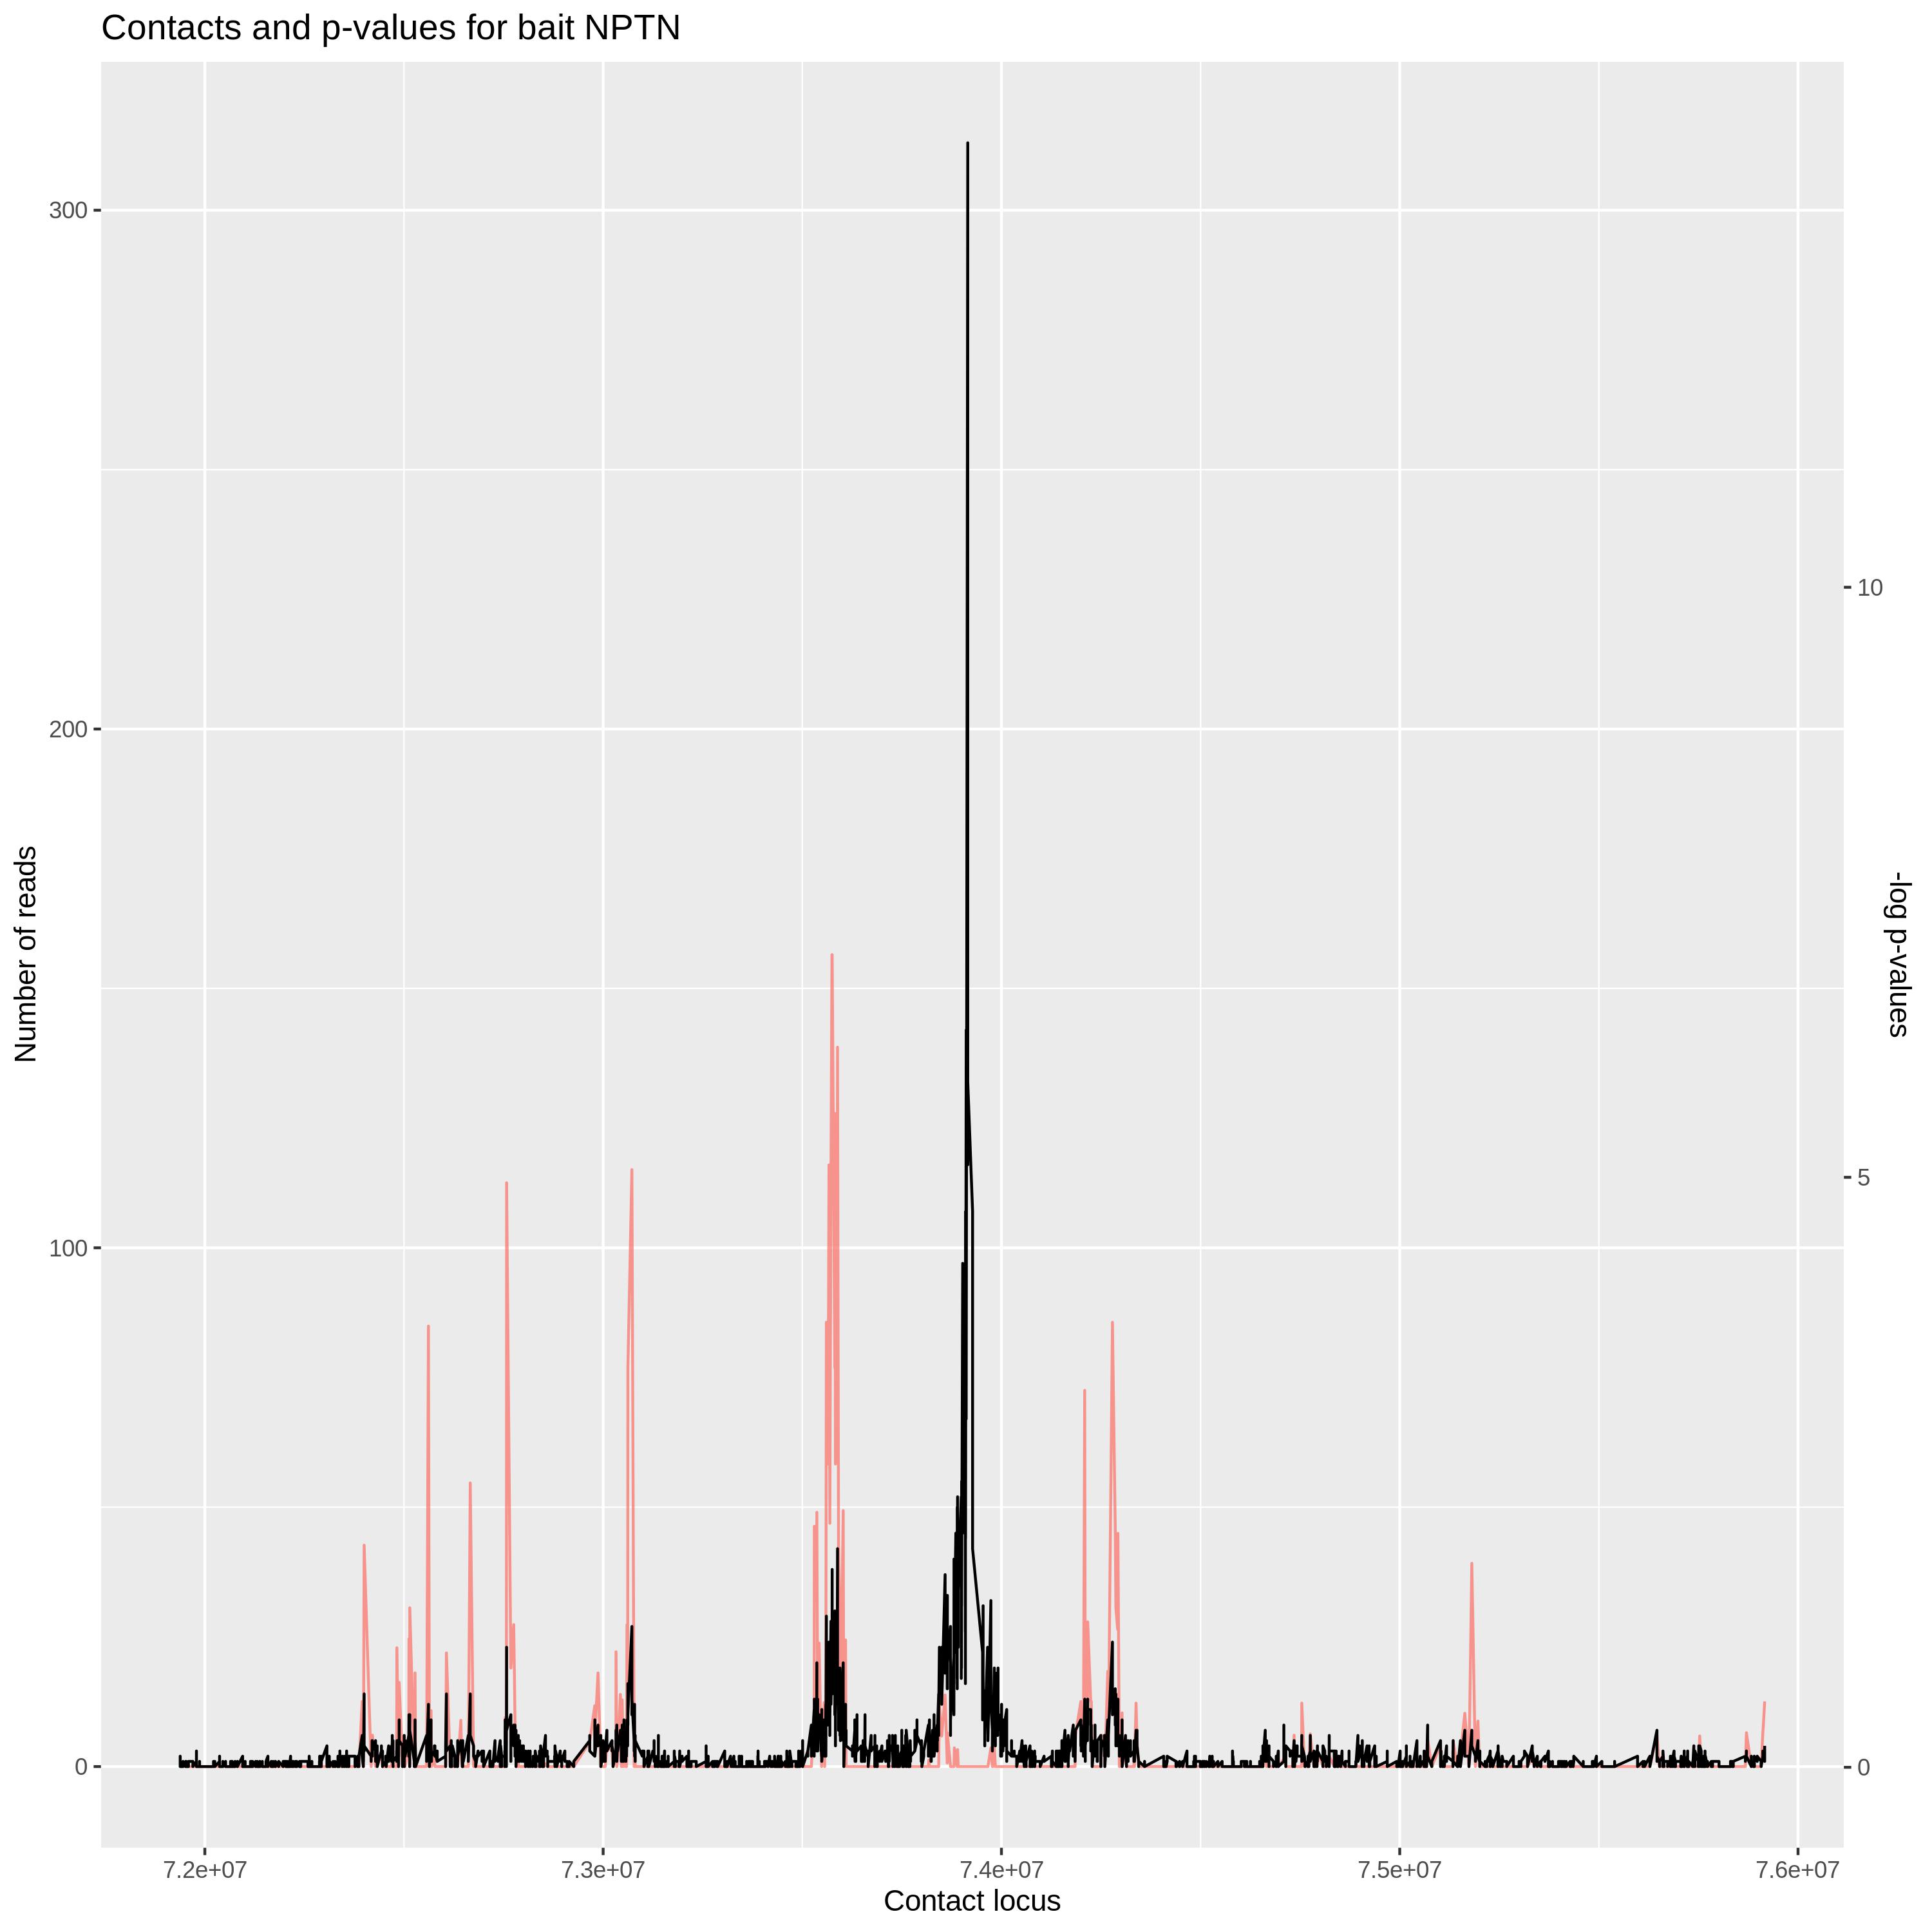 Contacts and p-values for bait NPTN
300
200
100
0
Number of reads
10
5
0
-log p-values
7.2e+07
7.3e+07
7.4e+07
7.5e+07
7.6e+07
Contact locus